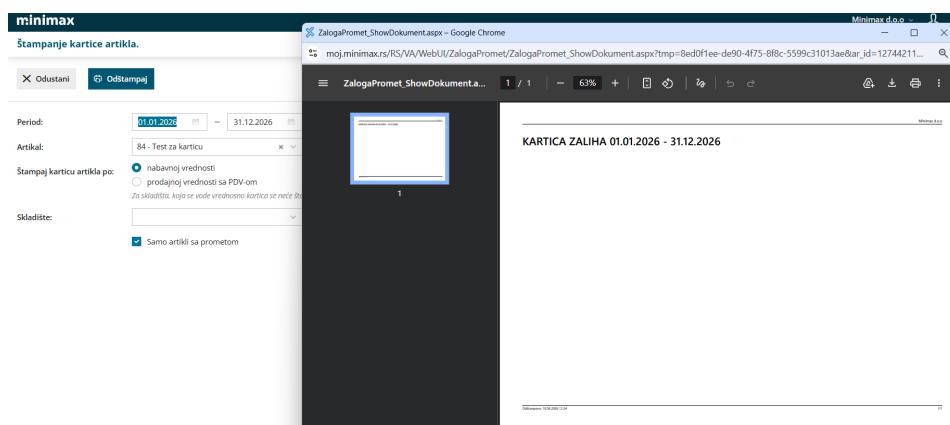 minimax
Minimax d.o.o
Štampanje kartice artikla.
Odustani
Odštampaj
Period:
01.01.2026
–
31.12.2026
Artikal:
84 - Test za karticu
Štampaj karticu artikla po:
nabavnoj vrednosti
prodajnoj vrednosti sa PDV-om
Za skladišta, koja se vode vrednosno kartica se neće št
Skladište:
Samo artikli sa prometom
ZalogaPromet_ShowDokument.aspx – Google Chrome
moj.minimax.rs/RS/VA/WebUI/ZalogaPromet/ZalogaPromet_ShowDokument.aspx?tmp=8ed0f1ee-de90-4f75-8f8c-5599c31013ae&ar_id=12744211...
ZalogaPromet_ShowDokument.a...
1 / 1
63%
1
Minimax d.o.o
KARTICA ZALIHA 01.01.2026 - 31.12.2026
1/1